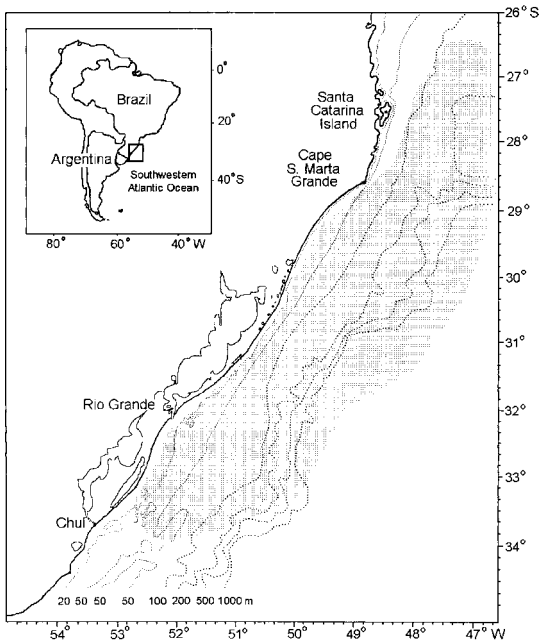 26° S
27°
28°
29°
30°
31°
32°
33°
34°
Brazil
Argentina
Southwestern
Atlantic Ocean
0°
20°
40°S
80°
60°
40° W
Santa
Catarina
Island
Cape
S. Marta
Grande
Rio Grande
Chuí
20 50 50 50 100 200 500 1000 m
53° 52° 51° 50° 49° 48° 47° W